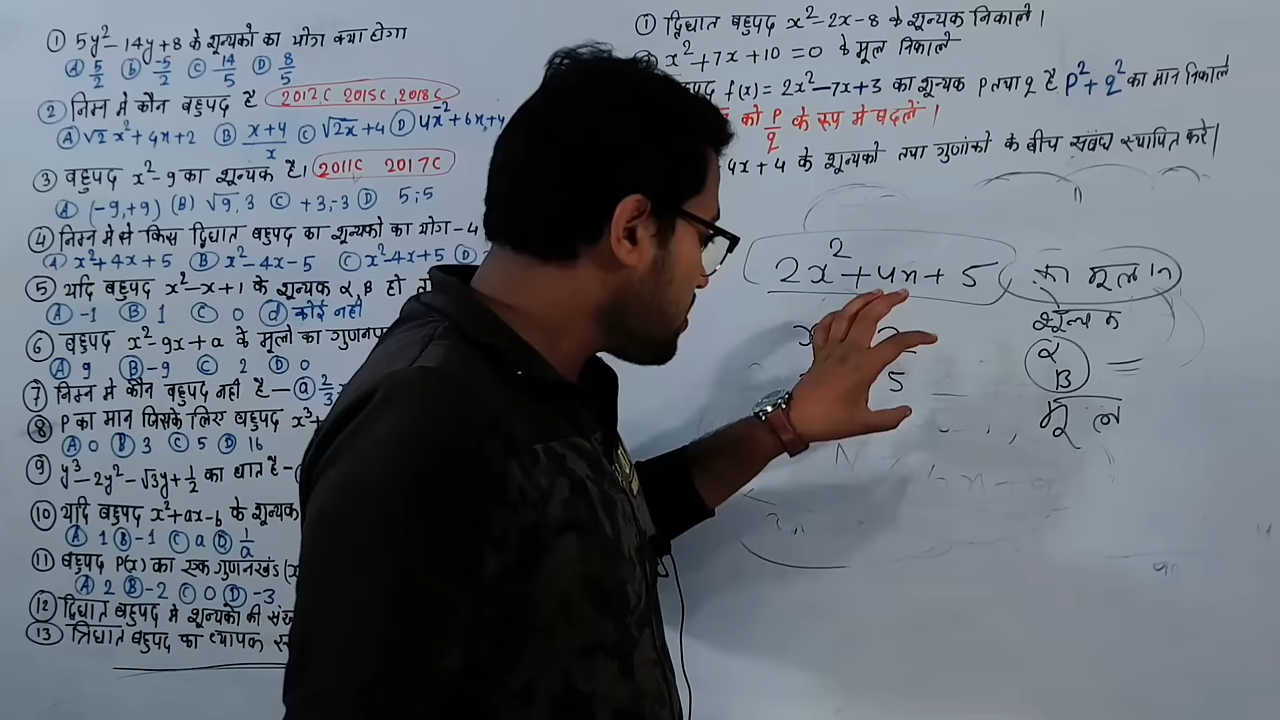 ① 5y²-14y+8 के शून्यको का योग क्या होगा
Ⓐ 5/2 ⓑ -5/2 Ⓒ 14/5 Ⓓ 8/5
② निम्न मे कौन बहुपद है 2012C 2015C, 2018C
Ⓐ √2x²+4x+2 Ⓑ x+4/x Ⓒ √2x+4 Ⓓ 4x⁻²+6x+4
③ बहुपद x²-9 का शून्यक है। 2011C 2017C
Ⓐ (-9,+9) (B) √9,3 Ⓒ +3,-3 Ⓓ 5,-5
④ निम्न मे से किस द्विघात बहुपद का शून्यको का योग -4
Ⓐ x²+4x+5 Ⓑ x²-4x-5 Ⓒ x²-4x+5 Ⓓ
⑤ यदि बहुपद x²-x+1 के शून्यक α,β हो
Ⓐ -1 Ⓑ 1 Ⓒ 0 ⓓ कोई नही
⑥ बहुपद x²-9x+a के मूलो का
Ⓐ 9 Ⓑ -9 Ⓒ 2 Ⓓ 0
⑦ निम्न मे कौन बहुपद नही है - ⓐ 2/3
⑧ P का मान जिसके लिए बहुपद x³+
Ⓐ 0 Ⓑ 3 Ⓒ 5 Ⓓ 16
⑨ y³-2y²-√3y+1/2 का घात है -
⑩ यदि बहुपद x²+ax-b के शून्यक
Ⓐ 1 Ⓑ -1 Ⓒ a Ⓓ 1/a
⑪ बहुपद P(x) का एक गुणनखंड (x
Ⓐ 2 Ⓑ -2 Ⓒ 0 Ⓓ -3
⑫ द्विघात बहुपद मे शून्यको की
⑬ त्रिघात बहुपद का व्यापक
① द्विघात बहुपद x²-2x-8 के शून्यक निकाले।
x²+7x+10=0 के मूल निकाले
f(x)=2x²-7x+3 का शून्यक P तथा q है P²+q² का मान निकाले
को P/q के रूप मे बदलें।
4x+4 के शून्यको तथा गुणांको के बीच संबंध स्थापित करे।
2x²+4x+5 का मूल
शून्यक
α
β
5
मूल